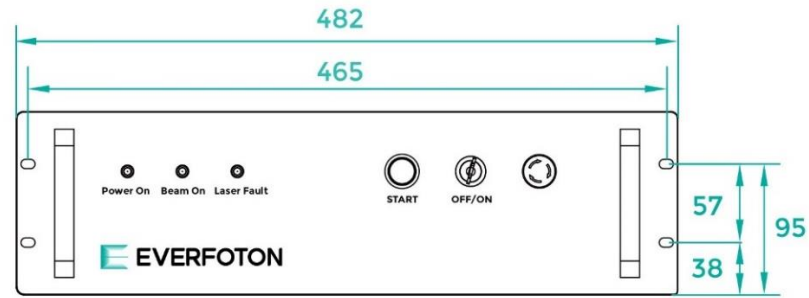 482
465
Power On Beam On Laser Fault
START OFF/ON
57
95
38
EVERFOTON